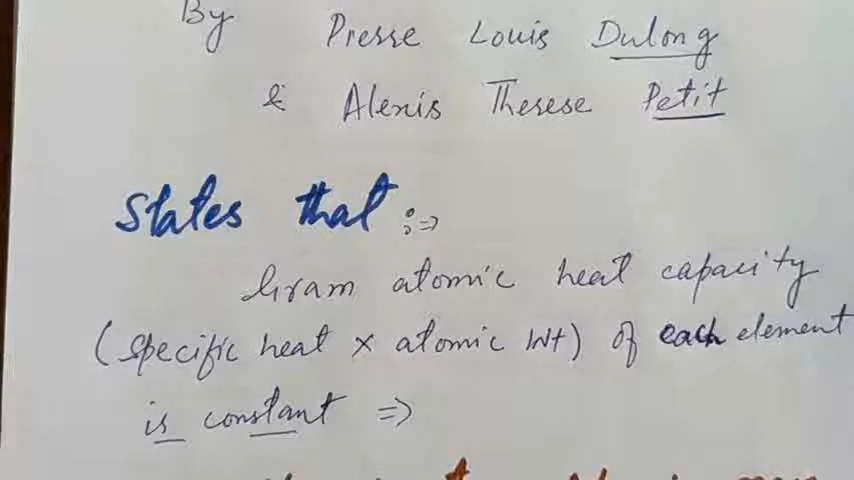 By Presse Louis Dulong
& Alexis Therese Petit
States that :⇒
Gram atomic heat capacity
(specific heat × atomic wt) of each element
is constant ⇒